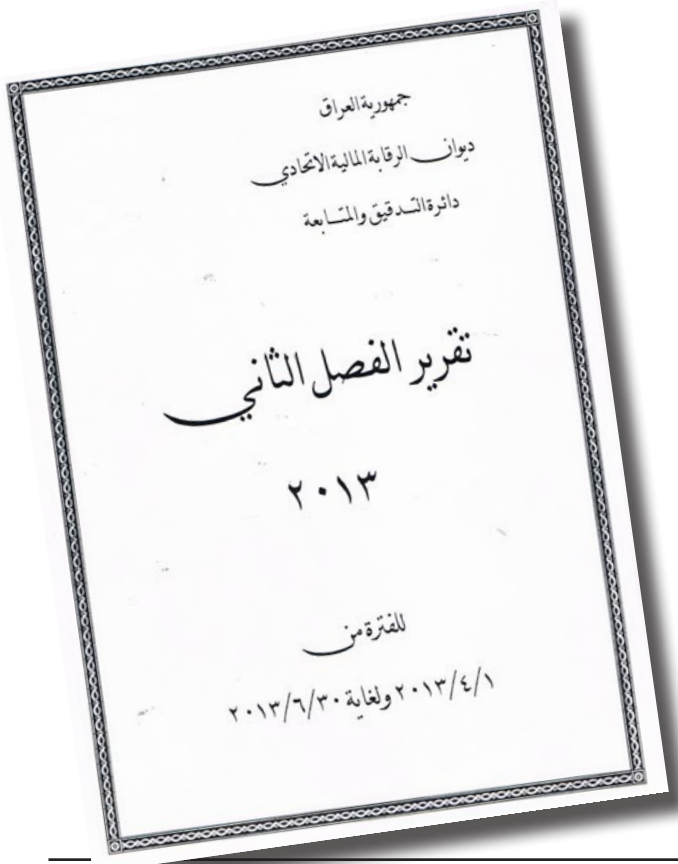 جمهورية العراق
ديوان الرقابة المالية الاتحادي
دائرة التدقيق والمتابعة
تقرير الفصل الثاني
٢٠١٣
للفترة من
٢٠١٣/٤/١ ولغاية ٢٠١٣/٦/٣٠